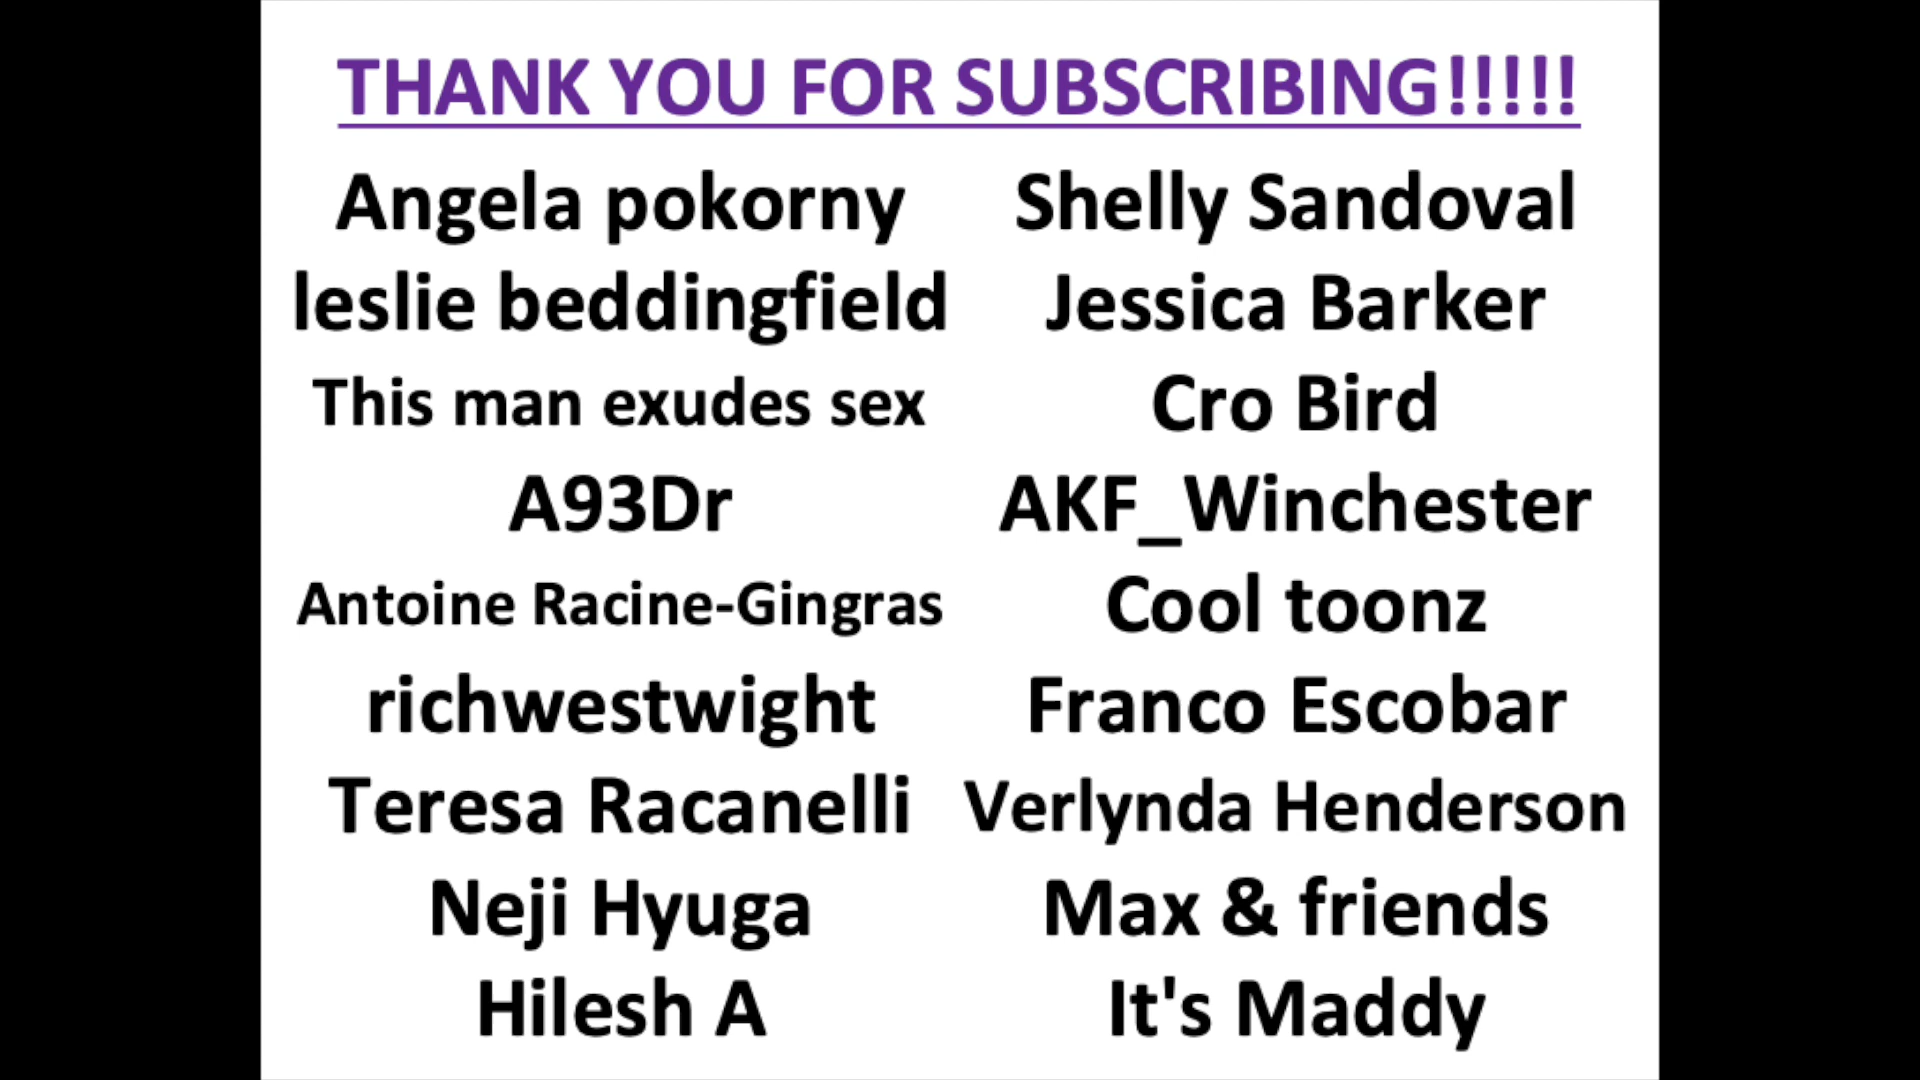 THANK YOU FOR SUBSCRIBING!!!!!
Angela pokorny Shelly Sandoval
leslie beddingfield Jessica Barker
This man exudes sex Cro Bird
A93Dr AKF_Winchester
Antoine Racine-Gingras Cool toonz
richwestwight Franco Escobar
Teresa Racanelli Verlynda Henderson
Neji Hyuga Max & friends
Hilesh A It's Maddy